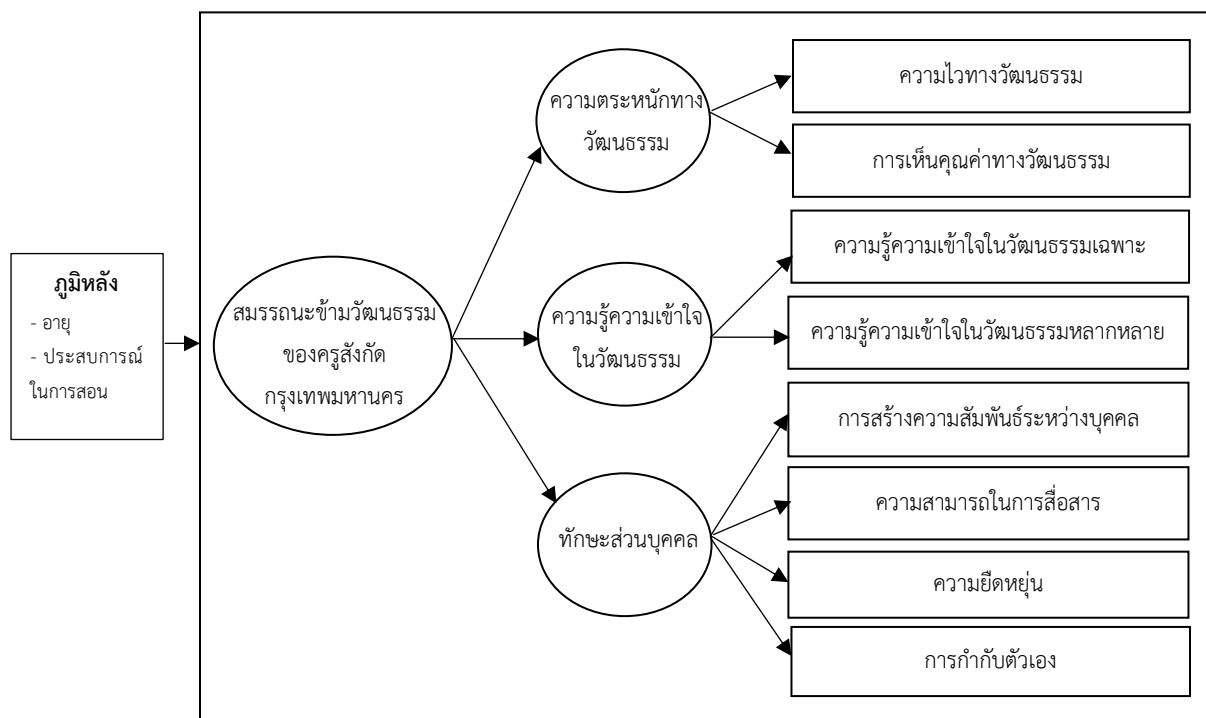 ภูมิหลัง
- อายุ
- ประสบการณ์
ในการสอน
สมรรถนะข้ามวัฒนธรรม
ของครูสังกัด
กรุงเทพมหานคร
ความตระหนักทาง
วัฒนธรรม
ความรู้ความเข้าใจ
ในวัฒนธรรม
ทักษะส่วนบุคคล
ความไวทางวัฒนธรรม
การเห็นคุณค่าทางวัฒนธรรม
ความรู้ความเข้าใจในวัฒนธรรมเฉพาะ
ความรู้ความเข้าใจในวัฒนธรรมหลากหลาย
การสร้างความสัมพันธ์ระหว่างบุคคล
ความสามารถในการสื่อสาร
ความยืดหยุ่น
การกำกับตัวเอง